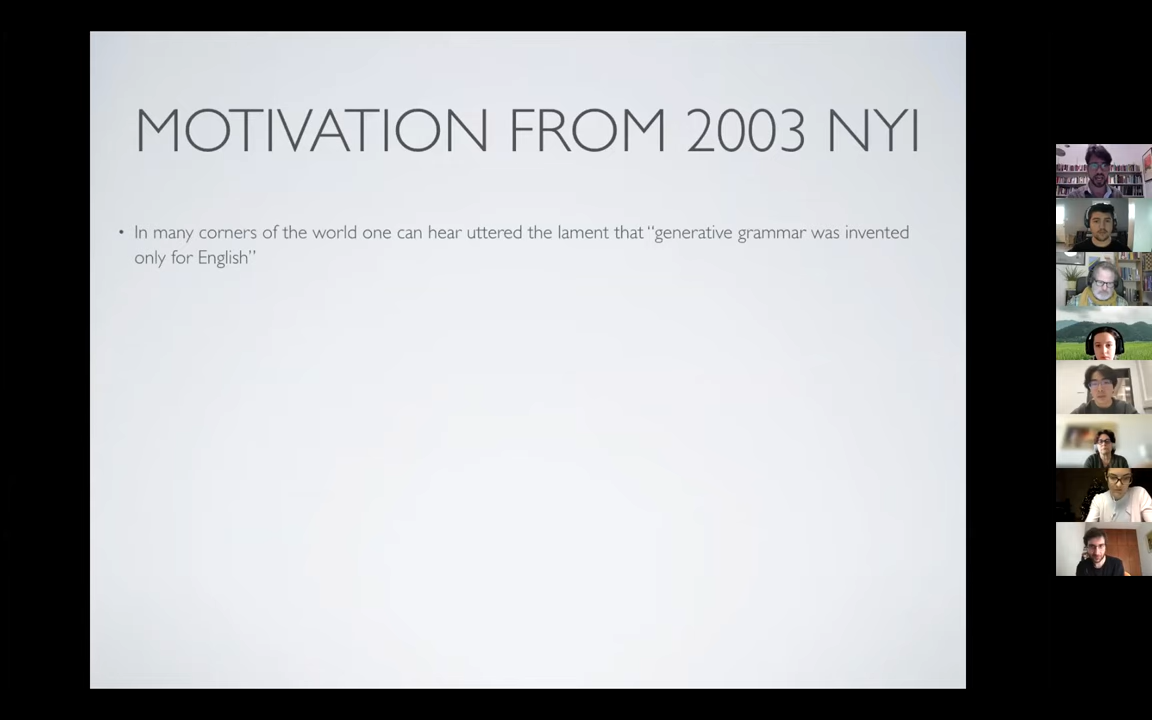 MOTIVATION FROM 2003 NYI
• In many corners of the world one can hear uttered the lament that “generative grammar was invented
only for English”